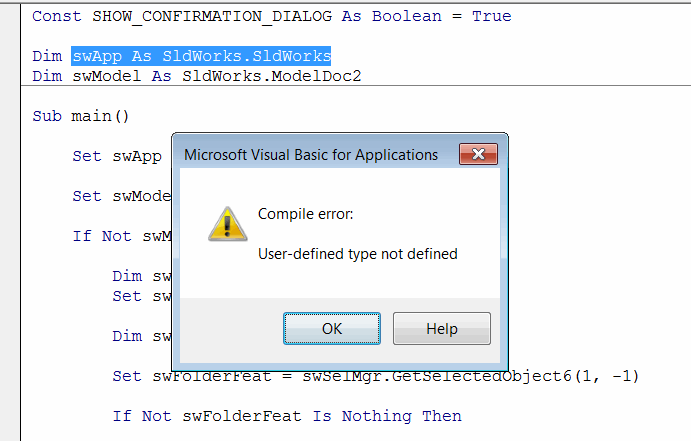 Const SHOW_CONFIRMATION_DIALOG As Boolean = True
Dim swApp As SldWorks.SldWorks
Dim swModel As SldWorks.ModelDoc2
Sub main()
Microsoft Visual Basic for Applications
Set swApp
Set swMode
Compile error:
If Not swM
User-defined type not defined
Dim sw
Set sw
OK Help
Dim sw
Set swFolderFeat = swSelMgr.GetSelectedObject6(1, -1)
If Not swFolderFeat Is Nothing Then